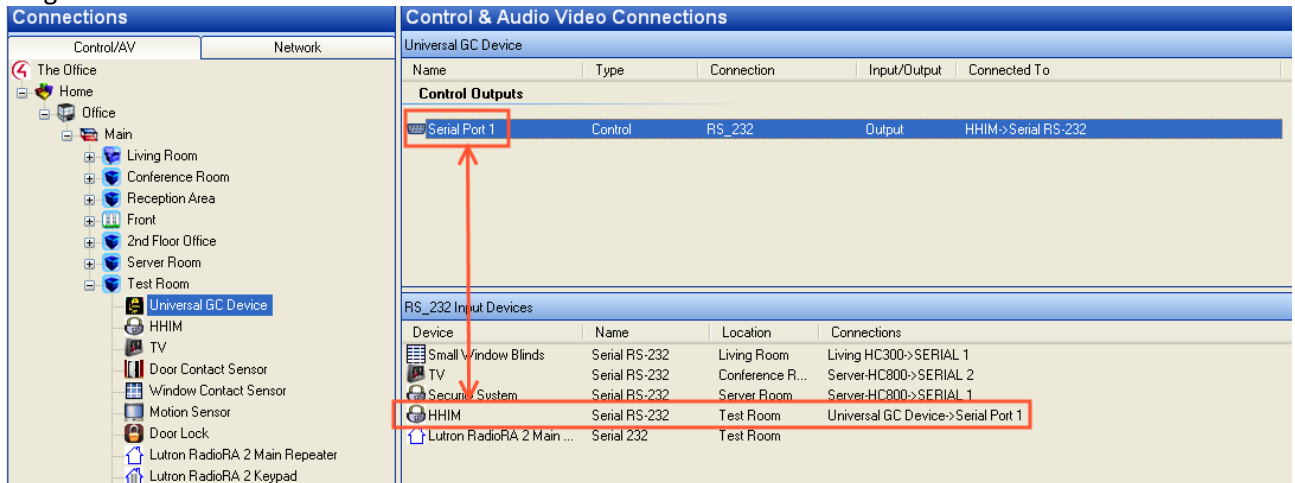 Connections
Control/AV Network
The Office
Home
Office
Main
Living Room
Conference Room
Reception Area
Front
2nd Floor Office
Server Room
Test Room
Universal GC Device
HHIM
TV
Door Contact Sensor
Window Contact Sensor
Motion Sensor
Door Lock
Lutron RadioRA 2 Main Repeater
Lutron RadioRA 2 Keypad
Control & Audio Video Connections
Universal GC Device
Name Type Connection Input/Output Connected To
Control Outputs
Serial Port 1 Control RS_232 Output HHIM->Serial RS-232
RS_232 Input Devices
Device Name Location Connections
Small Window Blinds Serial RS-232 Living Room Living HC300->SERIAL 1
TV Serial RS-232 Conference R... Server-HC800->SERIAL 2
Security System Serial RS-232 Server Room Server-HC800->SERIAL 1
HHIM Serial RS-232 Test Room Universal GC Device->Serial Port 1
Lutron RadioRA 2 Main ... Serial 232 Test Room